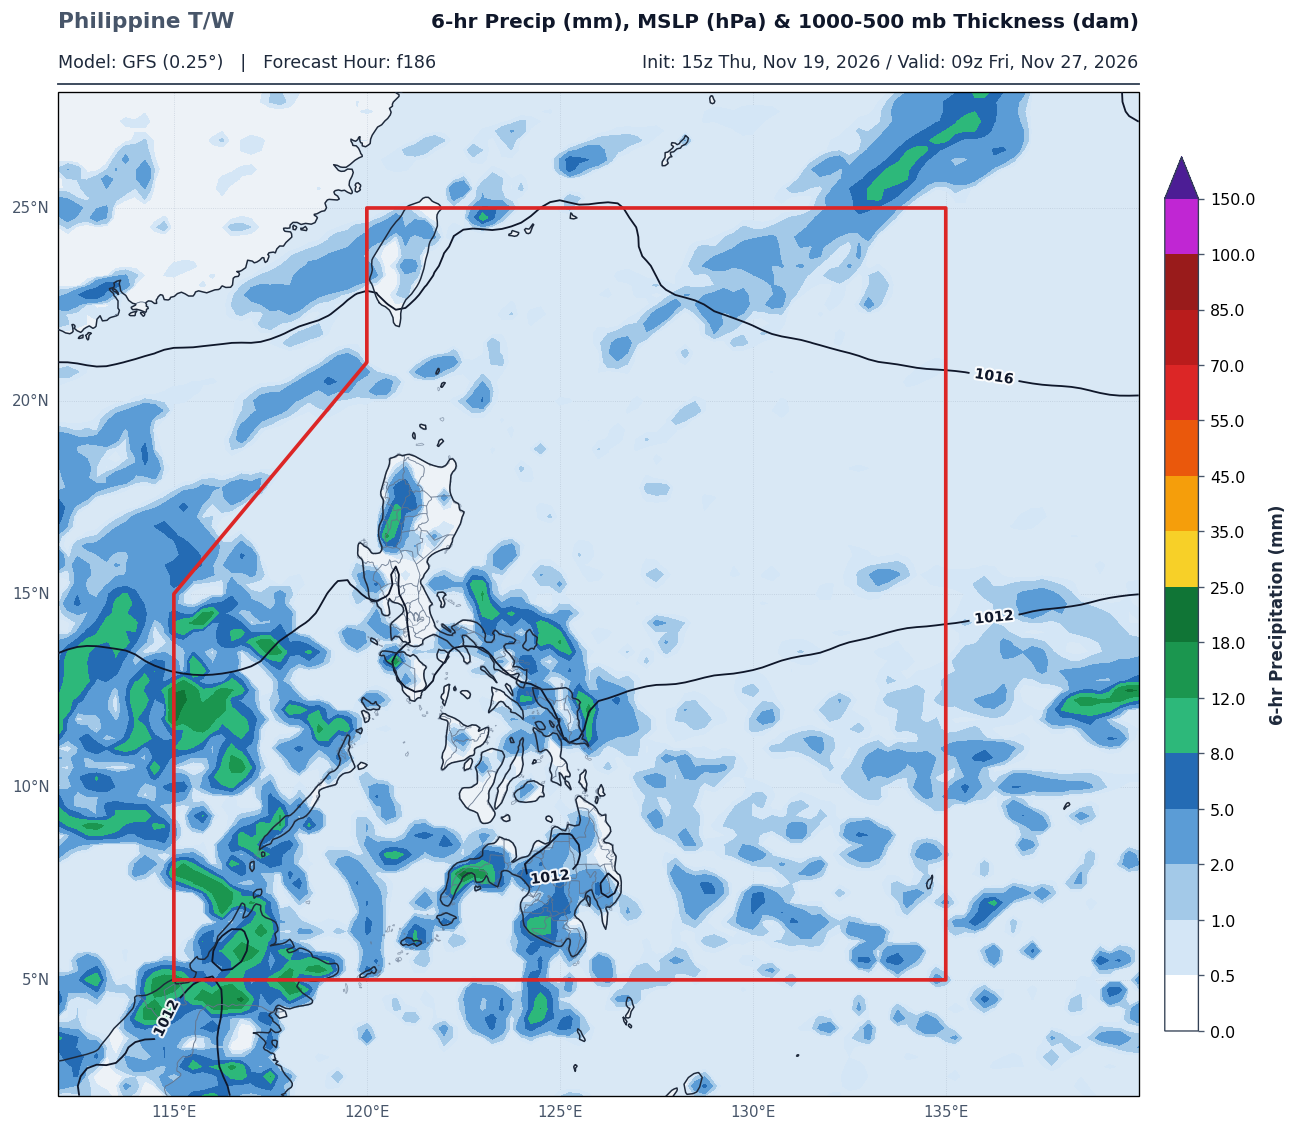 Philippine T/W
6-hr Precip (mm), MSLP (hPa) & 1000-500 mb Thickness (dam)
Model: GFS (0.25°) | Forecast Hour: f186
Init: 15z Thu, Nov 19, 2026 / Valid: 09z Fri, Nov 27, 2026
25°N
20°N
15°N
10°N
5°N
115°E
120°E
125°E
130°E
135°E
1016
1012
1012
1012
150.0
100.0
85.0
70.0
55.0
45.0
35.0
25.0
18.0
12.0
8.0
5.0
2.0
1.0
0.5
0.0
6-hr Precipitation (mm)